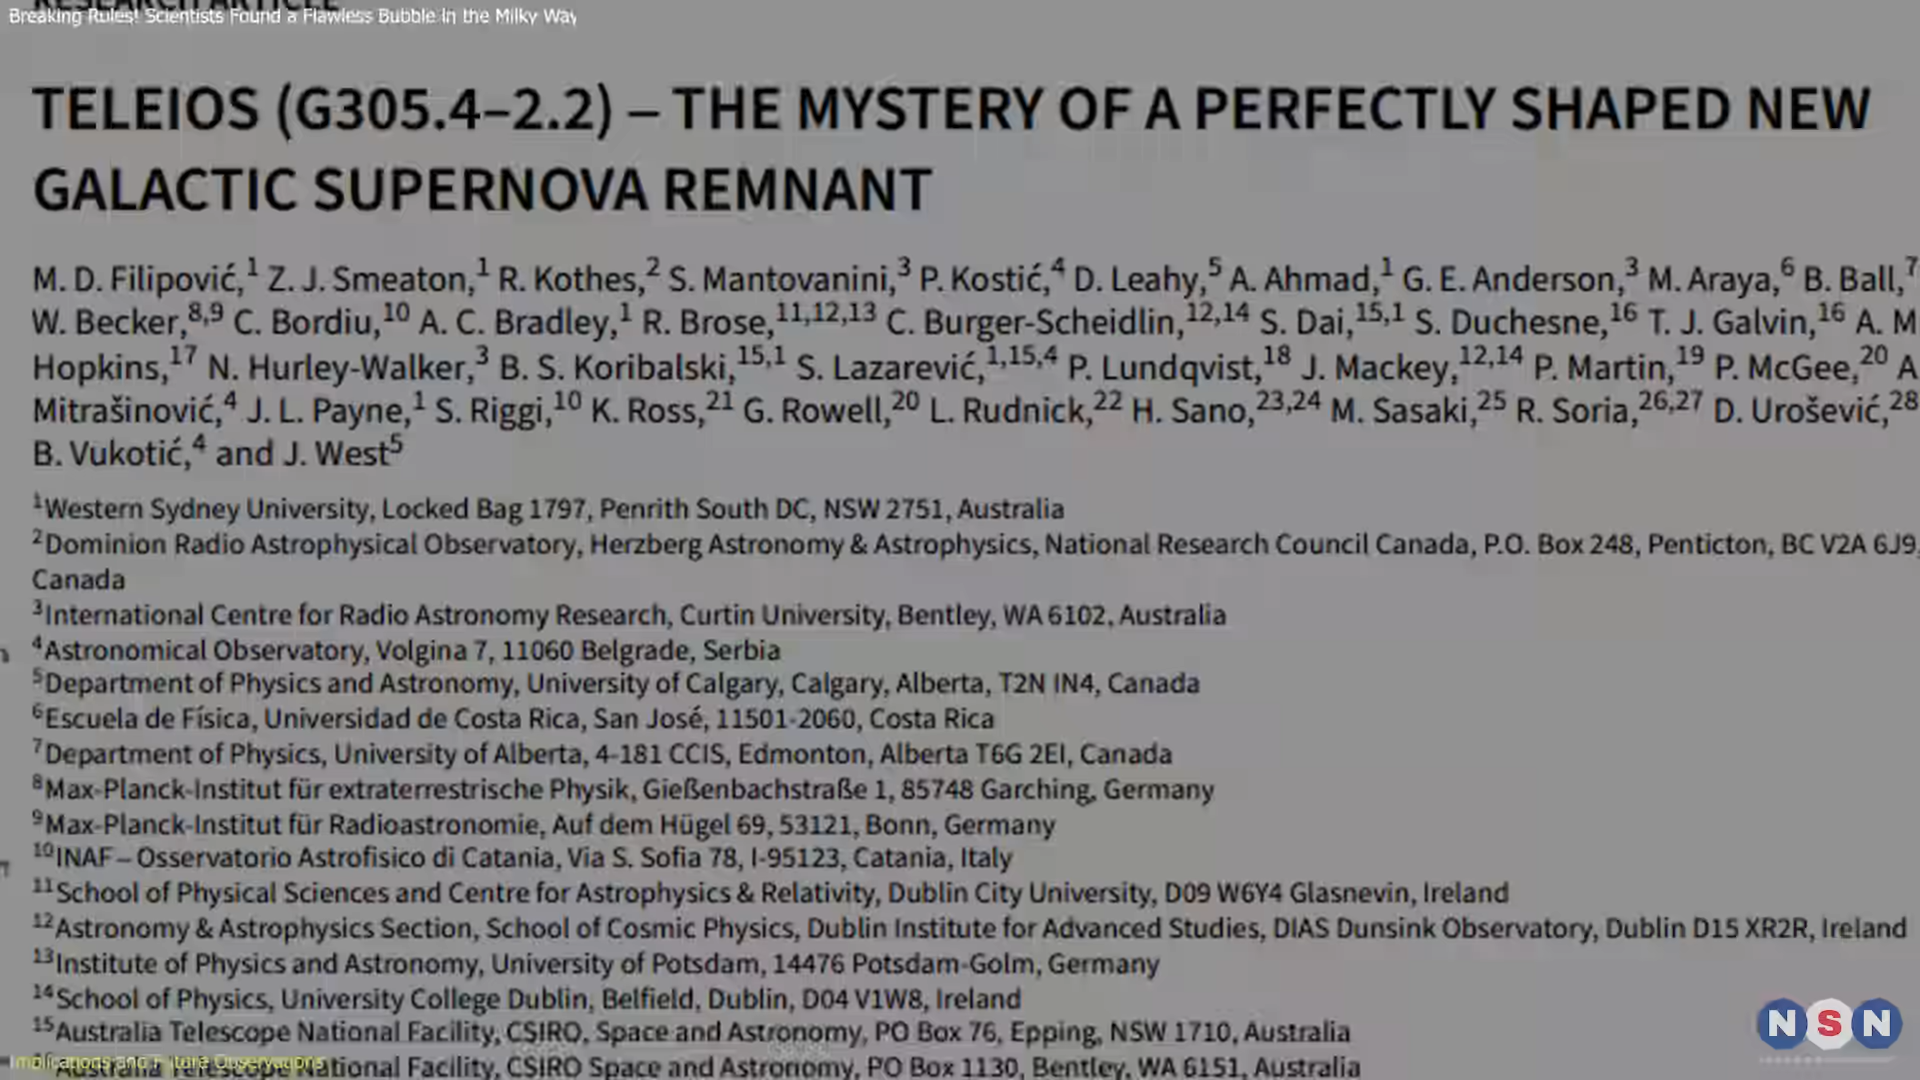 RESEARCH ARTICLE
Breaking Rules! Scientists Found a Flawless Bubble in the Milky Way
TELEIOS (G305.4–2.2) – THE MYSTERY OF A PERFECTLY SHAPED NEW
GALACTIC SUPERNOVA REMNANT
M. D. Filipović,1 Z. J. Smeaton,1 R. Kothes,2 S. Mantovanini,3 P. Kostić,4 D. Leahy,5 A. Ahmad,1 G. E. Anderson,3 M. Araya,6 B. Ball,7
W. Becker,8,9 C. Bordiu,10 A. C. Bradley,1 R. Brose,11,12,13 C. Burger-Scheidlin,12,14 S. Dai,15,1 S. Duchesne,16 T. J. Galvin,16 A. M
Hopkins,17 N. Hurley-Walker,3 B. S. Koribalski,15,1 S. Lazarević,1,15,4 P. Lundqvist,18 J. Mackey,12,14 P. Martin,19 P. McGee,20 A
Mitrašinović,4 J. L. Payne,1 S. Riggi,10 K. Ross,21 G. Rowell,20 L. Rudnick,22 H. Sano,23,24 M. Sasaki,25 R. Soria,26,27 D. Urošević,28
B. Vukotić,4 and J. West5
1Western Sydney University, Locked Bag 1797, Penrith South DC, NSW 2751, Australia
2Dominion Radio Astrophysical Observatory, Herzberg Astronomy & Astrophysics, National Research Council Canada, P.O. Box 248, Penticton, BC V2A 6J9,
Canada
3International Centre for Radio Astronomy Research, Curtin University, Bentley, WA 6102, Australia
4Astronomical Observatory, Volgina 7, 11060 Belgrade, Serbia
5Department of Physics and Astronomy, University of Calgary, Calgary, Alberta, T2N IN4, Canada
6Escuela de Física, Universidad de Costa Rica, San José, 11501-2060, Costa Rica
7Department of Physics, University of Alberta, 4-181 CCIS, Edmonton, Alberta T6G 2EI, Canada
8Max-Planck-Institut für extraterrestrische Physik, Gießenbachstraße 1, 85748 Garching, Germany
9Max-Planck-Institut für Radioastronomie, Auf dem Hügel 69, 53121, Bonn, Germany
10INAF – Osservatorio Astrofisico di Catania, Via S. Sofia 78, I-95123, Catania, Italy
11School of Physical Sciences and Centre for Astrophysics & Relativity, Dublin City University, D09 W6Y4 Glasnevin, Ireland
12Astronomy & Astrophysics Section, School of Cosmic Physics, Dublin Institute for Advanced Studies, DIAS Dunsink Observatory, Dublin D15 XR2R, Ireland
13Institute of Physics and Astronomy, University of Potsdam, 14476 Potsdam-Golm, Germany
14School of Physics, University College Dublin, Belfield, Dublin, D04 V1W8, Ireland
15Australia Telescope National Facility, CSIRO, Space and Astronomy, PO Box 76, Epping, NSW 1710, Australia
Australia Telescope National Facility, CSIRO Space and Astronomy, PO Box 1130, Bentley, WA 6151, Australia
Implications and Future Observations
NSN